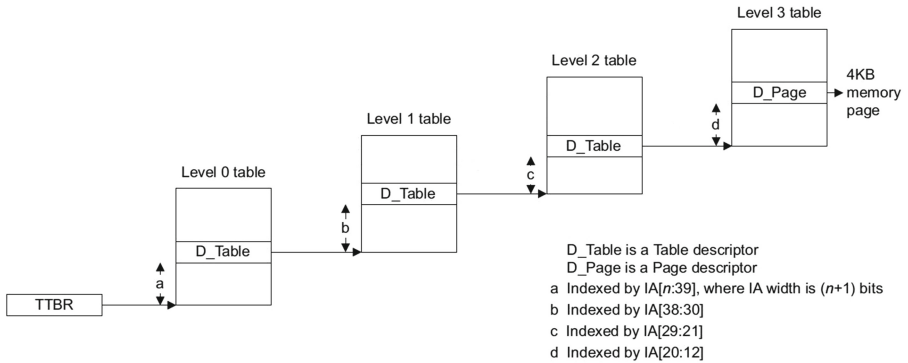 Level 3 table
Level 2 table
D_Page
4KB
memory
page
d
Level 1 table
D_Table
c
Level 0 table
D_Table
b
D_Table
a
TTBR
D_Table is a Table descriptor
D_Page is a Page descriptor
a Indexed by IA[n:39], where IA width is (n+1) bits
b Indexed by IA[38:30]
c Indexed by IA[29:21]
d Indexed by IA[20:12]